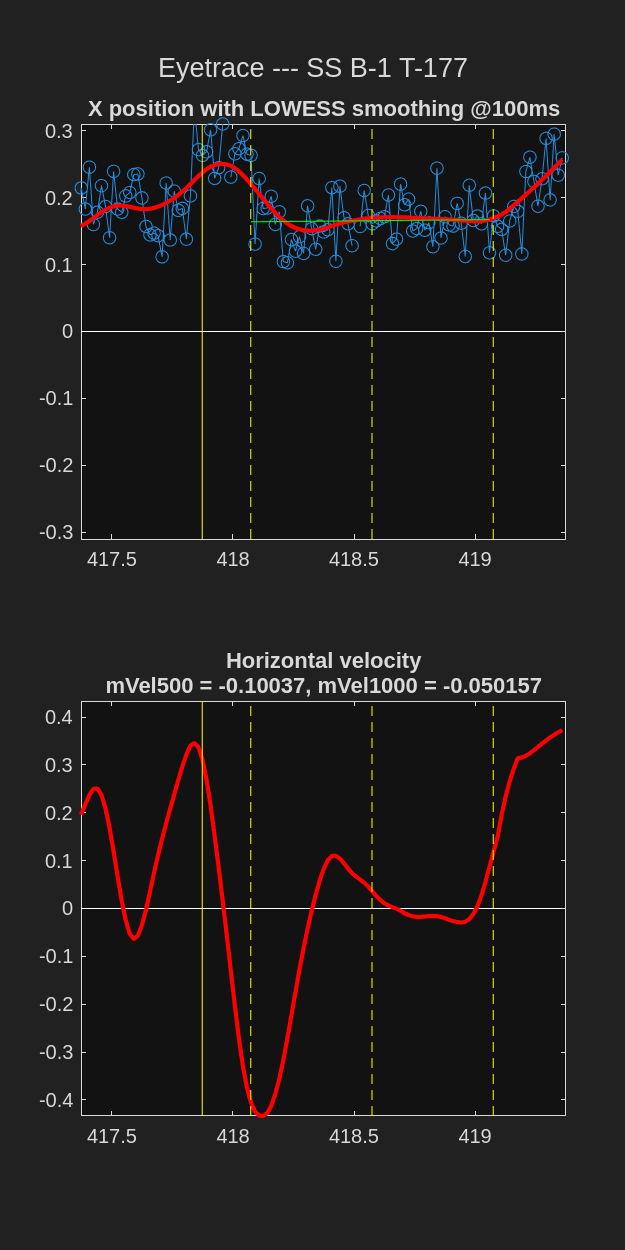 Eyetrace --- SS B-1 T-177
X position with LOWESS smoothing @100ms
0.3
0.2
0.1
0
-0.1
-0.2
-0.3
417.5 418 418.5 419
Horizontal velocity
mVel500 = -0.10037, mVel1000 = -0.050157
0.4
0.3
0.2
0.1
0
-0.1
-0.2
-0.3
-0.4
417.5 418 418.5 419